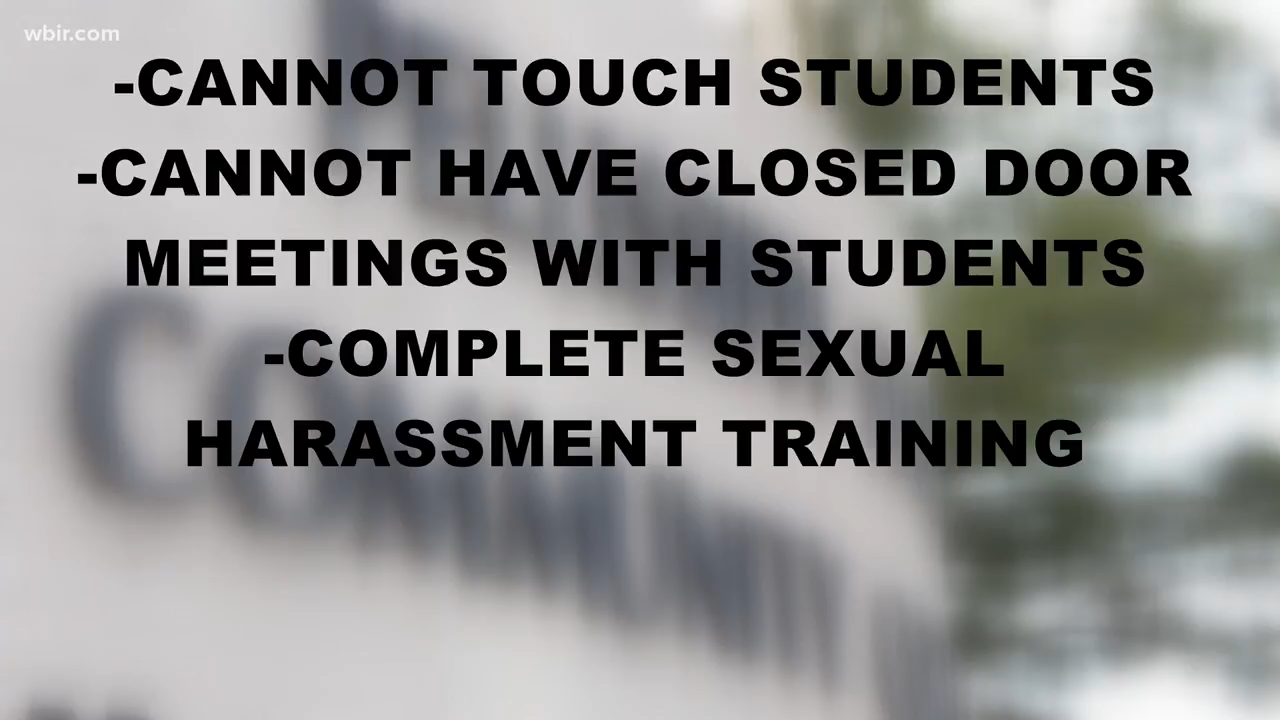 wbir.com
-CANNOT TOUCH STUDENTS
-CANNOT HAVE CLOSED DOOR
MEETINGS WITH STUDENTS
-COMPLETE SEXUAL
HARASSMENT TRAINING